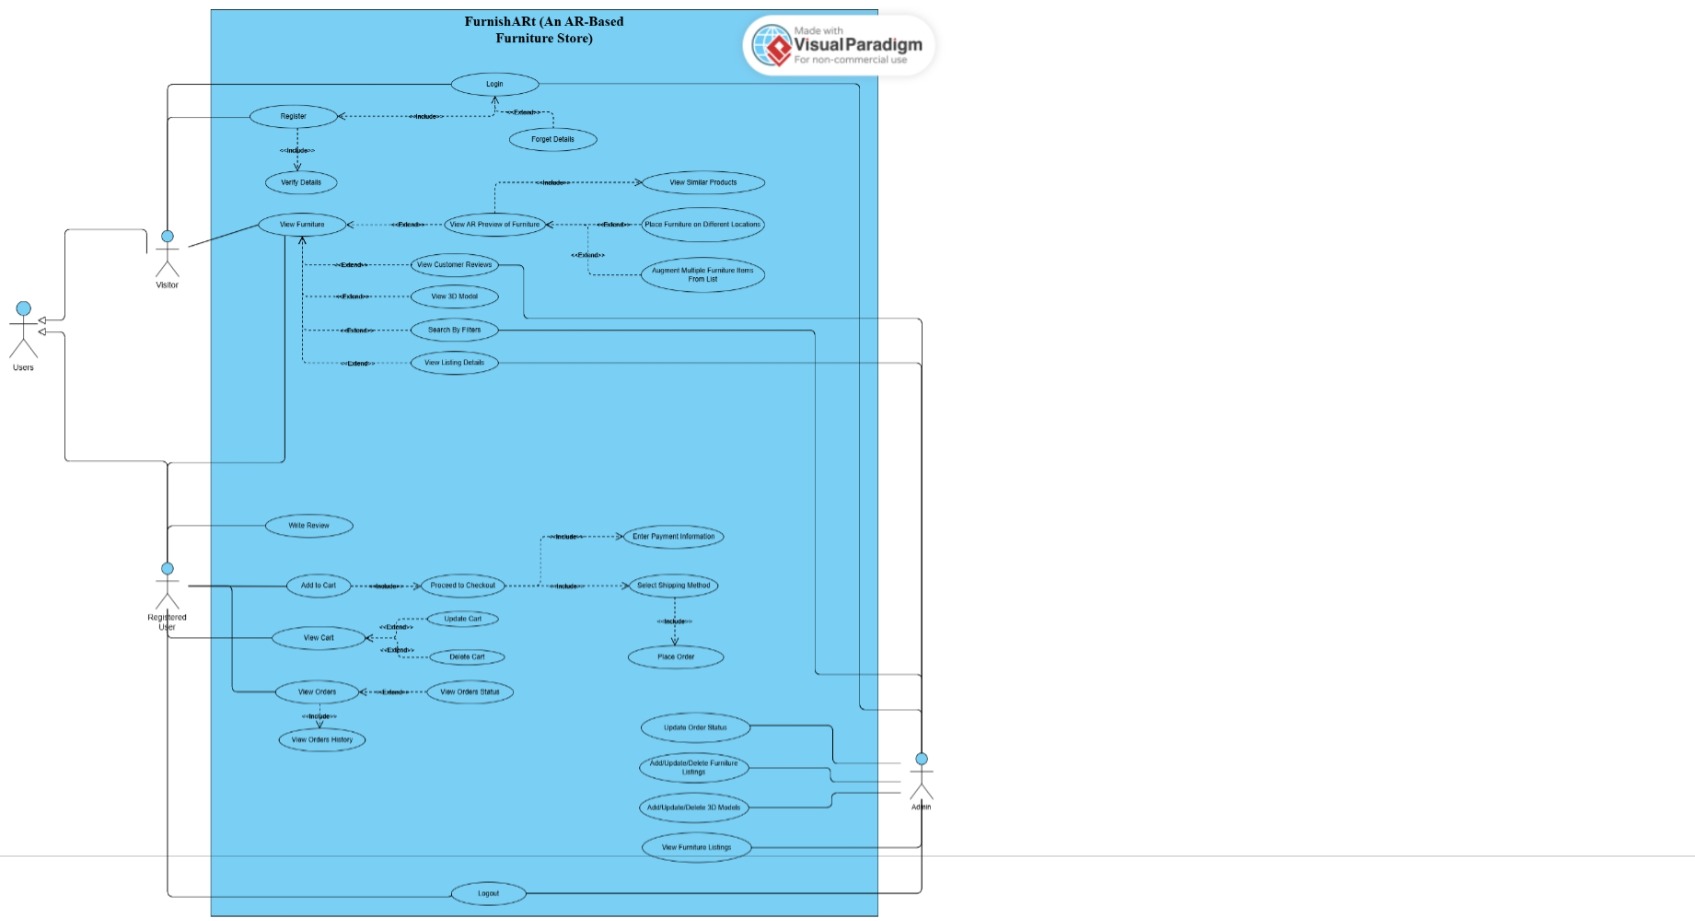 FurnishARt (An AR-Based
Furniture Store)
Made with
Visual Paradigm
For non-commercial use
Login
Register
<<Include>>
<<Extend>>
Forget Details
<<Include>>
Verify Details
<<Include>>
View Similar Products
View Furniture
<<Extend>>
View AR Preview of Furniture
<<Extend>>
Place Furniture on Different Locations
<<Extend>>
Augment Multiple Furniture Items
From List
Visitor
<<Extend>>
View Customer Reviews
<<Extend>>
View 3D Model
<<Extend>>
Search By Filters
<<Extend>>
View Listing Details
Users
Write Review
<<Include>>
Enter Payment Information
Add to Cart
<<Include>>
Proceed to Checkout
<<Include>>
Select Shipping Method
Registered
User
<<Extend>>
Update Cart
<<Include>>
View Cart
<<Extend>>
Delete Cart
Place Order
View Orders
<<Extend>>
View Orders Status
<<Include>>
View Orders History
Update Order Status
Add/Update/Delete Furniture
Listings
Add/Update/Delete 3D Models
Admin
View Furniture Listings
Logout